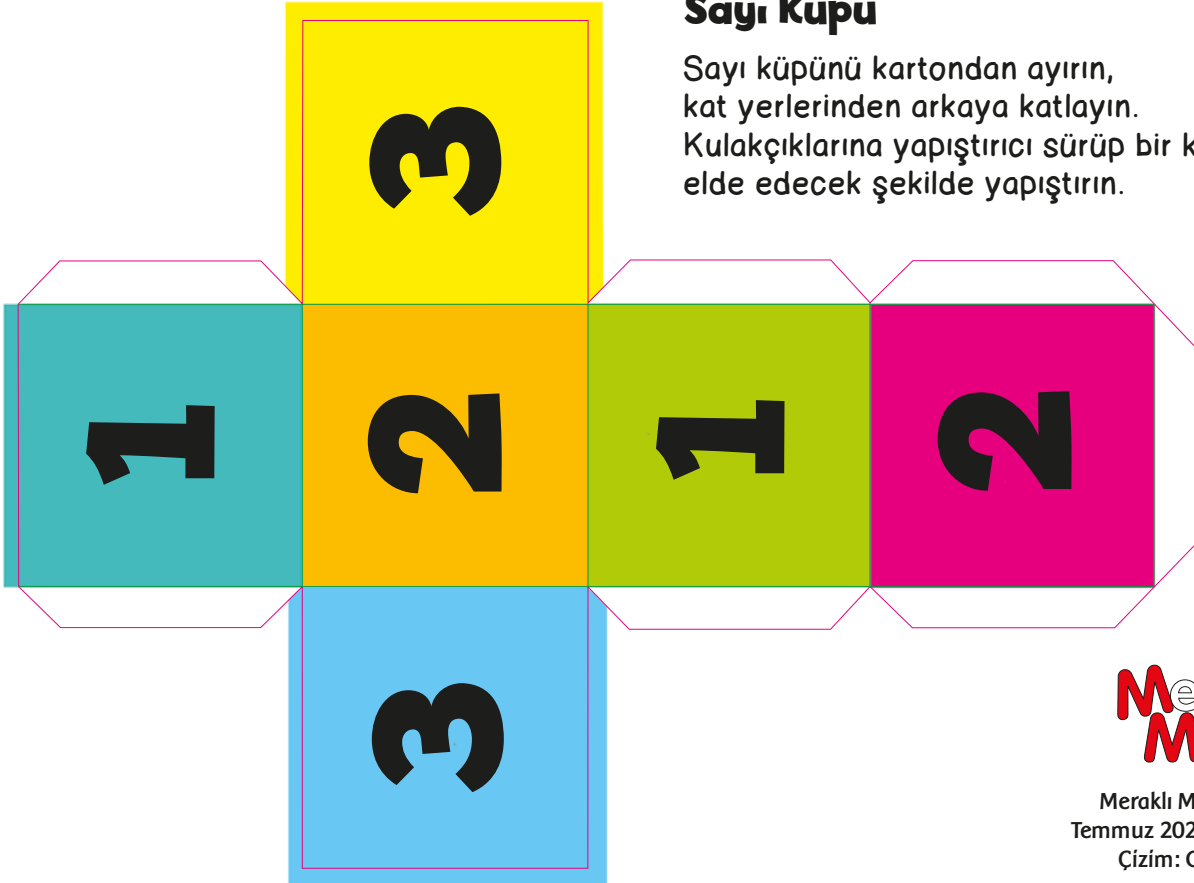 Sayı Küpü
Sayı küpünü kartondan ayırın,
kat yerlerinden arkaya katlayın.
Kulakçıklarına yapıştırıcı sürüp bir
elde edecek şekilde yapıştırın.
3
1 2 1 2
3
Meraklı
Temmuz
Çizim: